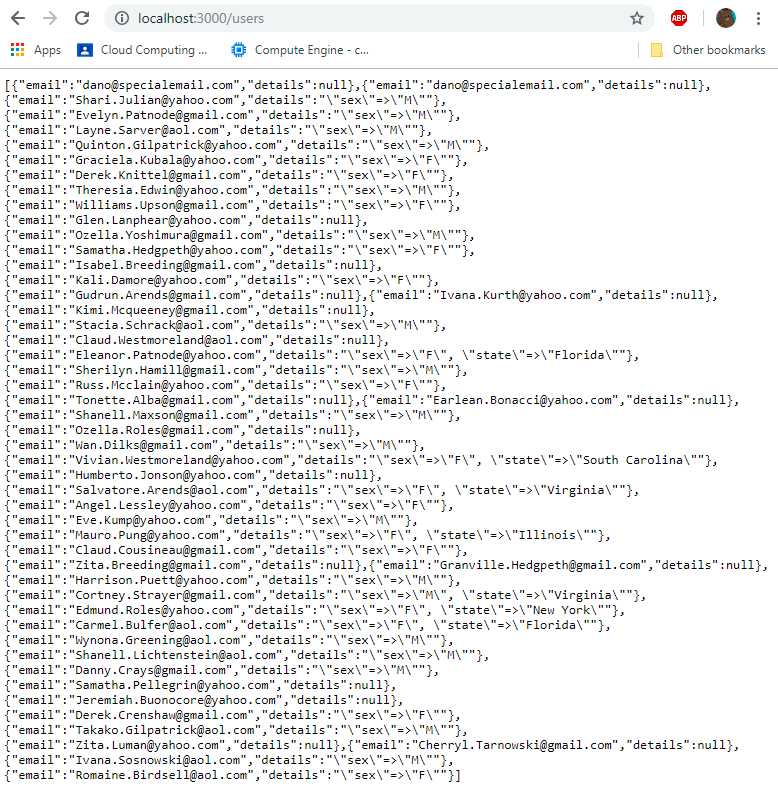 localhost:3000/users
ABP
Apps Cloud Computing ... Compute Engine - c... Other bookmarks
[{"email":"dano@specialemail.com","details":null},{"email":"dano@specialemail.com","details":null},
{"email":"Shari.Julian@yahoo.com","details":"\"sex\"=>\"M\""},
{"email":"Evelyn.Patnode@gmail.com","details":"\"sex\"=>\"M\""},
{"email":"Layne.Sarver@aol.com","details":"\"sex\"=>\"M\""},
{"email":"Quinton.Gilpatrick@yahoo.com","details":"\"sex\"=>\"M\""},
{"email":"Graciela.Kubala@yahoo.com","details":"\"sex\"=>\"F\""},
{"email":"Derek.Knittel@gmail.com","details":"\"sex\"=>\"F\""},
{"email":"Theresia.Edwin@yahoo.com","details":"\"sex\"=>\"M\""},
{"email":"Williams.Upson@gmail.com","details":"\"sex\"=>\"F\""},
{"email":"Glen.Lanphear@yahoo.com","details":null},
{"email":"Ozella.Yoshimura@gmail.com","details":"\"sex\"=>\"M\""},
{"email":"Samatha.Hedgpeth@yahoo.com","details":"\"sex\"=>\"F\""},
{"email":"Isabel.Breeding@gmail.com","details":null},
{"email":"Kali.Damore@yahoo.com","details":"\"sex\"=>\"F\""},
{"email":"Gudrun.Arends@gmail.com","details":null},{"email":"Ivana.Kurth@yahoo.com","details":null},
{"email":"Kimi.Mcqueeney@gmail.com","details":null},
{"email":"Stacia.Schrack@aol.com","details":"\"sex\"=>\"M\""},
{"email":"Claud.Westmoreland@aol.com","details":null},
{"email":"Eleanor.Patnode@yahoo.com","details":"\"sex\"=>\"F\", \"state\"=>\"Florida\""},
{"email":"Sherilyn.Hamill@gmail.com","details":"\"sex\"=>\"M\""},
{"email":"Russ.Mcclain@yahoo.com","details":"\"sex\"=>\"F\""},
{"email":"Tonette.Alba@gmail.com","details":null},{"email":"Earlean.Bonacci@yahoo.com","details":null},
{"email":"Shanell.Maxson@gmail.com","details":"\"sex\"=>\"M\""},
{"email":"Ozella.Roles@gmail.com","details":null},
{"email":"Wan.Dilks@gmail.com","details":"\"sex\"=>\"M\""},
{"email":"Vivian.Westmoreland@yahoo.com","details":"\"sex\"=>\"F\", \"state\"=>\"South Carolina\""},
{"email":"Humberto.Jonson@yahoo.com","details":null},
{"email":"Salvatore.Arends@aol.com","details":"\"sex\"=>\"F\", \"state\"=>\"Virginia\""},
{"email":"Angel.Lessley@yahoo.com","details":"\"sex\"=>\"F\""},
{"email":"Eve.Kump@yahoo.com","details":"\"sex\"=>\"M\""},
{"email":"Mauro.Pung@yahoo.com","details":"\"sex\"=>\"F\", \"state\"=>\"Illinois\""},
{"email":"Claud.Cousineau@gmail.com","details":"\"sex\"=>\"F\""},
{"email":"Zita.Breeding@gmail.com","details":null},{"email":"Granville.Hedgpeth@gmail.com","details":null},
{"email":"Harrison.Puett@yahoo.com","details":"\"sex\"=>\"M\""},
{"email":"Cortney.Strayer@gmail.com","details":"\"sex\"=>\"M\", \"state\"=>\"Virginia\""},
{"email":"Edmund.Roles@yahoo.com","details":"\"sex\"=>\"F\", \"state\"=>\"New York\""},
{"email":"Carmel.Bulfer@aol.com","details":"\"sex\"=>\"F\", \"state\"=>\"Florida\""},
{"email":"Wynona.Greening@aol.com","details":"\"sex\"=>\"M\""},
{"email":"Shanell.Lichtenstein@aol.com","details":"\"sex\"=>\"M\""},
{"email":"Danny.Crays@gmail.com","details":"\"sex\"=>\"M\""},
{"email":"Samatha.Pellegrin@yahoo.com","details":null},
{"email":"Jeremiah.Buonocore@yahoo.com","details":null},
{"email":"Derek.Crenshaw@gmail.com","details":"\"sex\"=>\"F\""},
{"email":"Takako.Gilpatrick@aol.com","details":"\"sex\"=>\"M\""},
{"email":"Zita.Luman@yahoo.com","details":null},{"email":"Cherryl.Tarnowski@gmail.com","details":null},
{"email":"Ivana.Sosnowski@aol.com","details":"\"sex\"=>\"M\""},
{"email":"Romaine.Birdsell@aol.com","details":"\"sex\"=>\"F\""}]